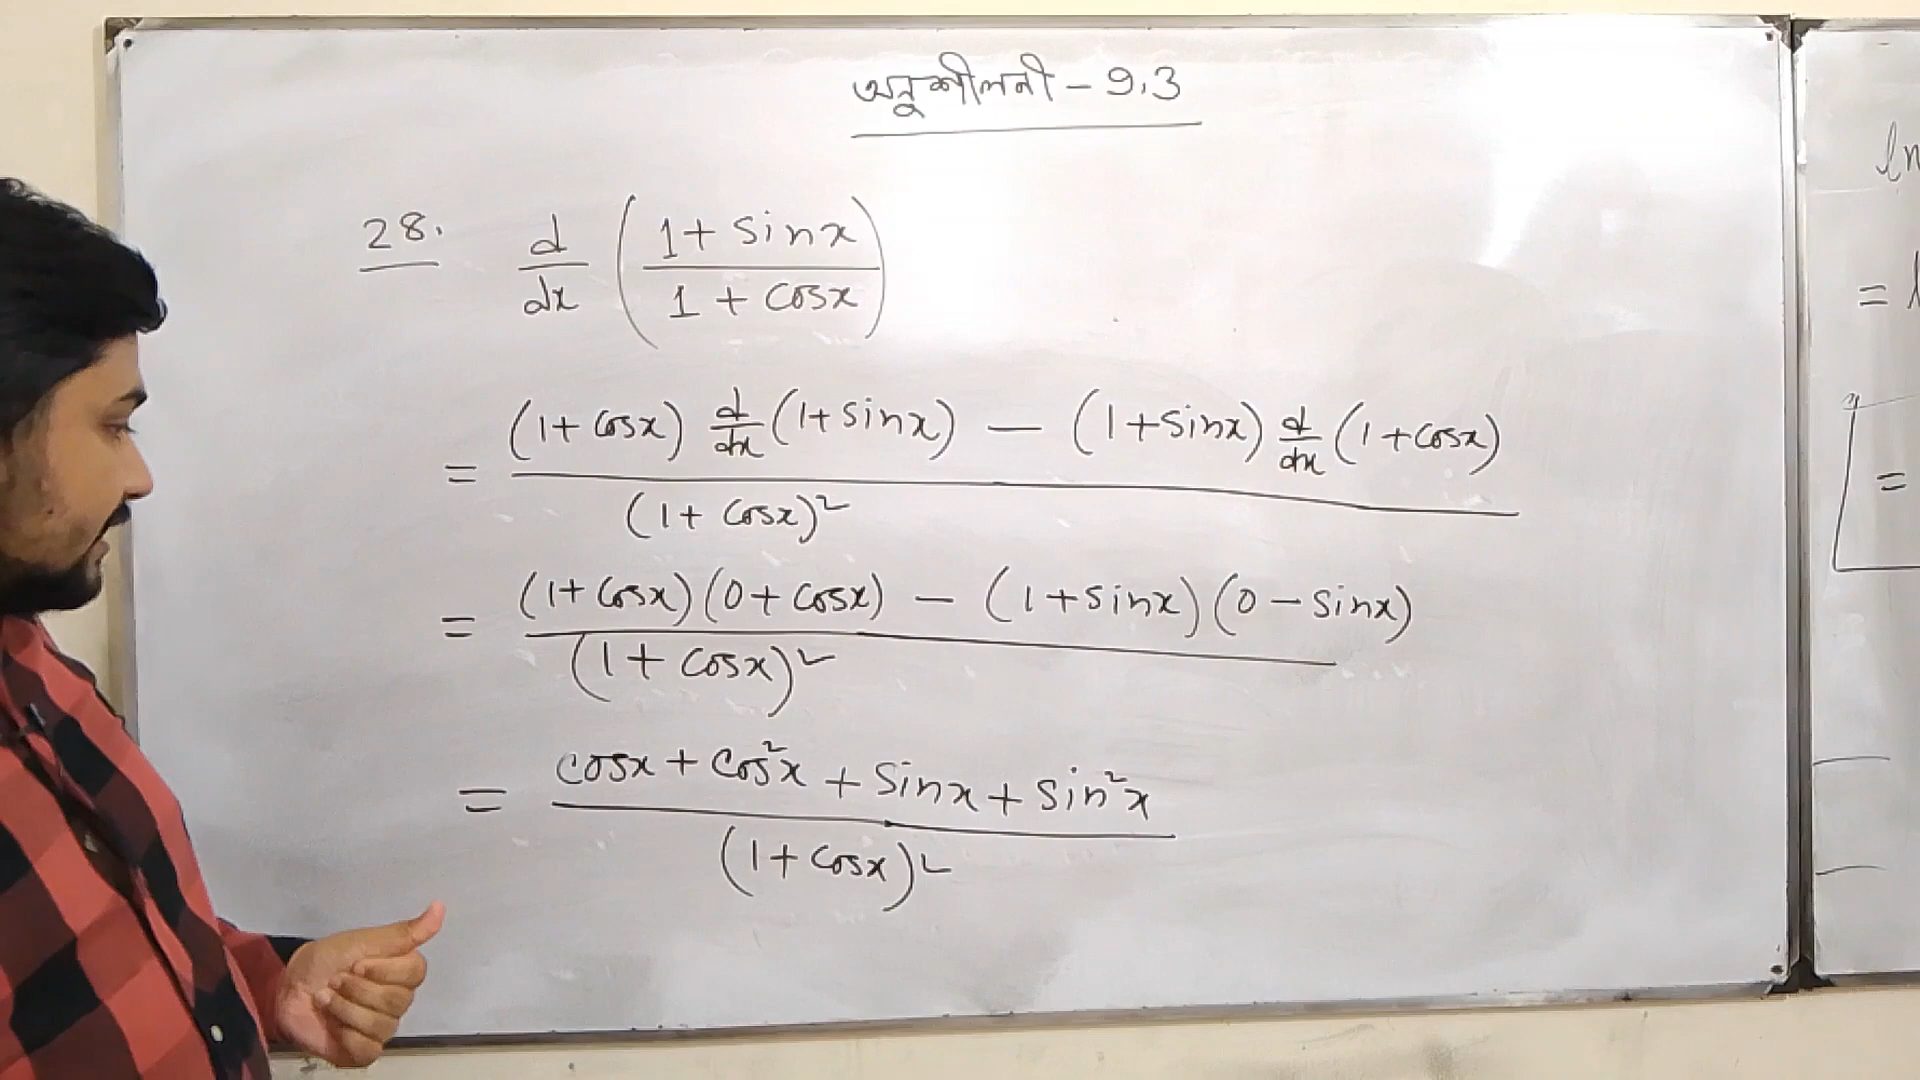 অনুশীলনী - 9.3
28. d/dx ( (1 + sinx) / (1 + cosx) )
= ( (1 + cosx) d/dx (1 + sinx) — (1 + sinx) d/dx (1 + cosx) ) / (1 + cosx)²
= ( (1 + cosx) (0 + cosx) - (1 + sinx) (0 - sinx) ) / (1 + cosx)²
= ( cosx + cos²x + sinx + sin²x ) / (1 + cosx)²
ln
=
=